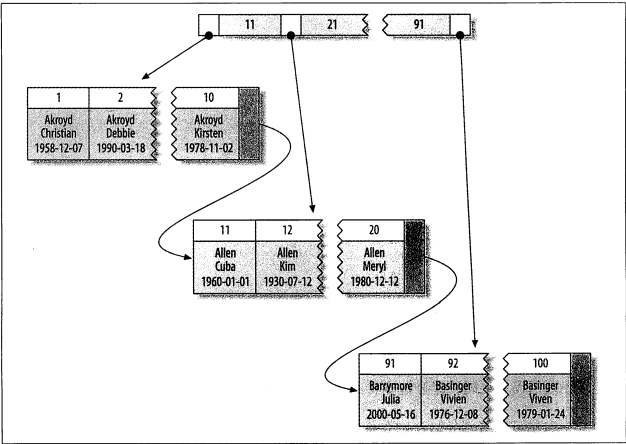 11 21 91
1 2 10
Akroyd Akroyd Akroyd
Christian Debbie Kirsten
1958-12-07 1990-03-18 1978-11-02
11 12 20
Allen Allen Allen
Cuba Kim Meryl
1960-01-01 1930-07-12 1980-12-12
91 92 100
Barrymore Basinger Basinger
Julia Vivien Viven
2000-05-16 1976-12-08 1979-01-24